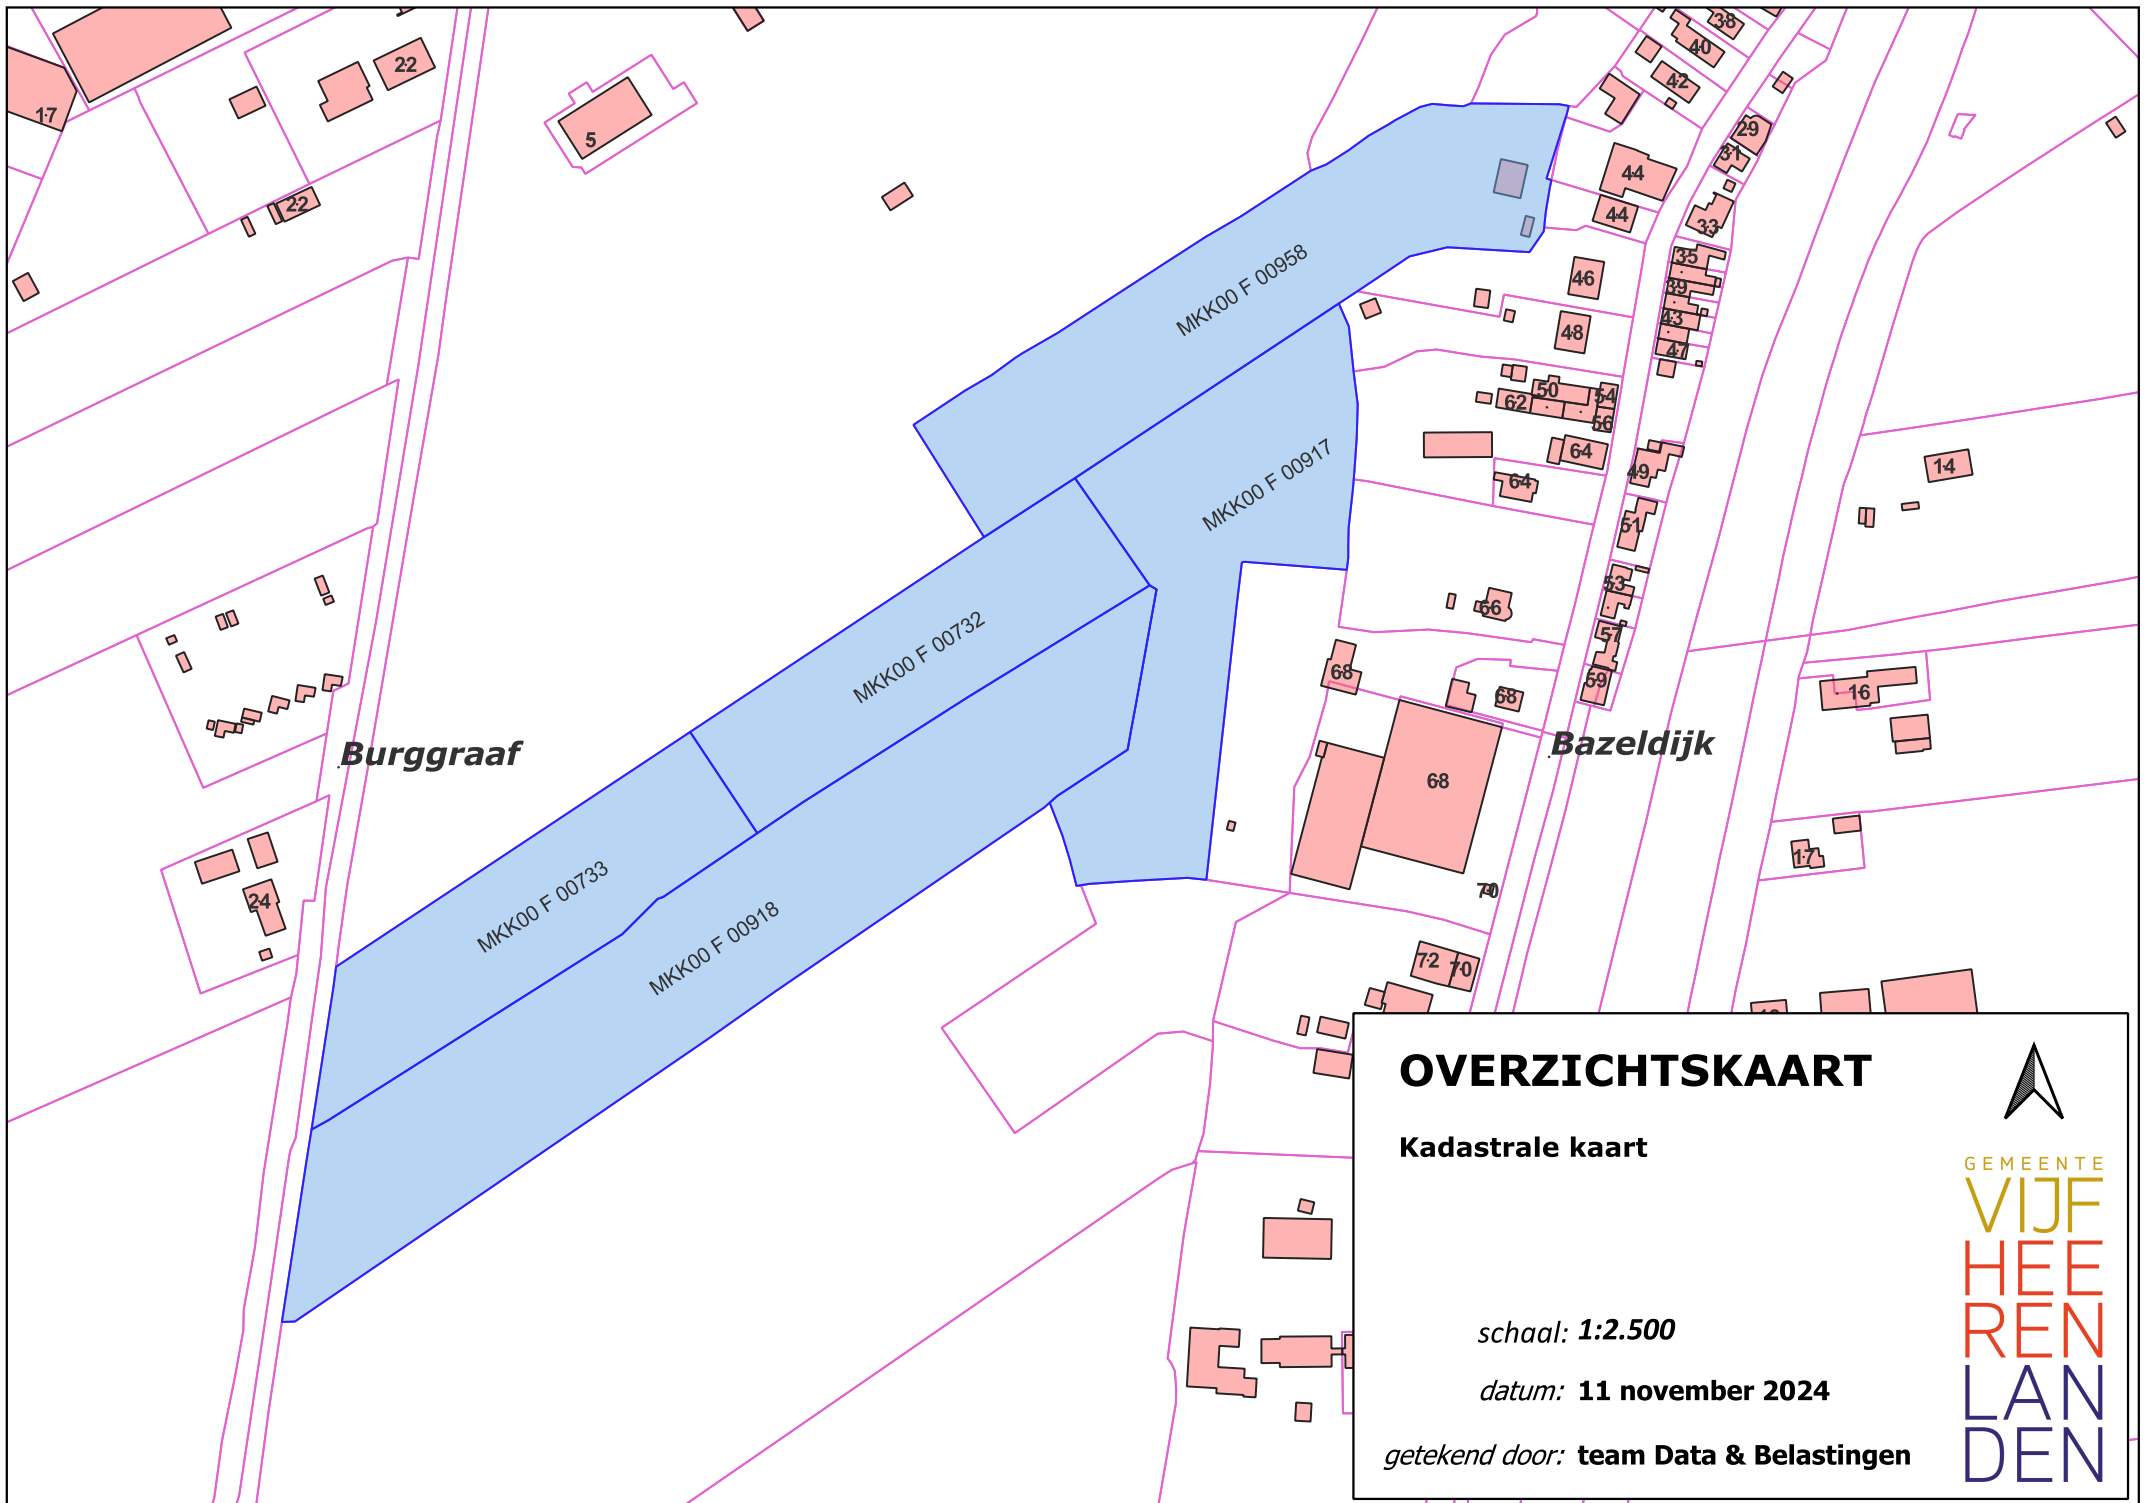 38
40
22
42
17
29
5
31
44
22
44
33
35
46
39
MKK00 F 00958
43
48
47
50
54
62
56
64
14
49
64
MKK00 F 00917
51
53
66
57
MKK00 F 00732
68
59
68
16
Burggraaf
Bazeldijk
68
17
70
24
MKK00 F 00733
MKK00 F 00918
72
70
OVERZICHTSKAART
Kadastrale kaart
schaal: 1:2.500
datum: 11 november 2024
getekend door: team Data & Belastingen
GEMEENTE
VIJF
HEE
REN
LAN
DEN